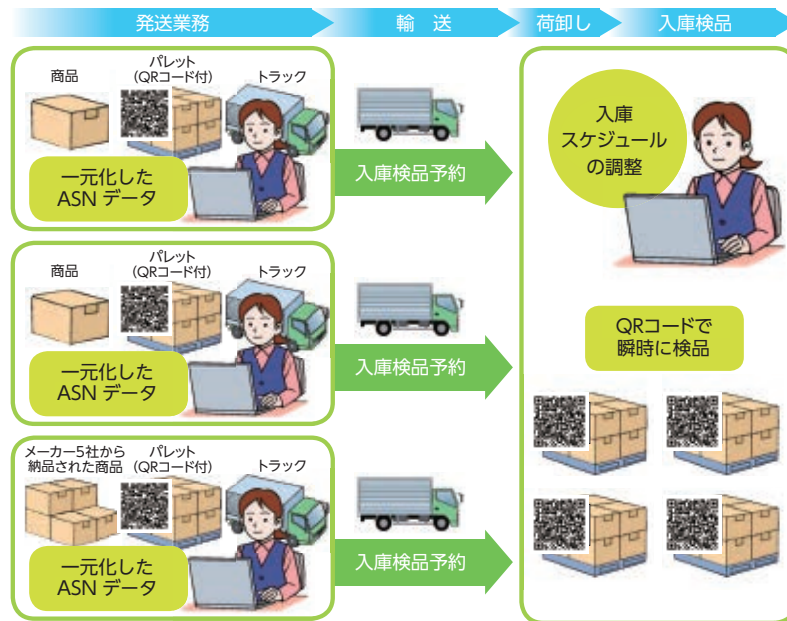 発送業務
輸 送
荷卸し
入庫検品
商品
パレット
(QRコード付)
トラック
一元化した
ASN データ
入庫検品予約
商品
パレット
(QRコード付)
トラック
一元化した
ASN データ
入庫検品予約
メーカー5社から
納品された商品
パレット
(QRコード付)
トラック
一元化した
ASN データ
入庫検品予約
入庫
スケジュール
の調整
QRコードで
瞬時に検品